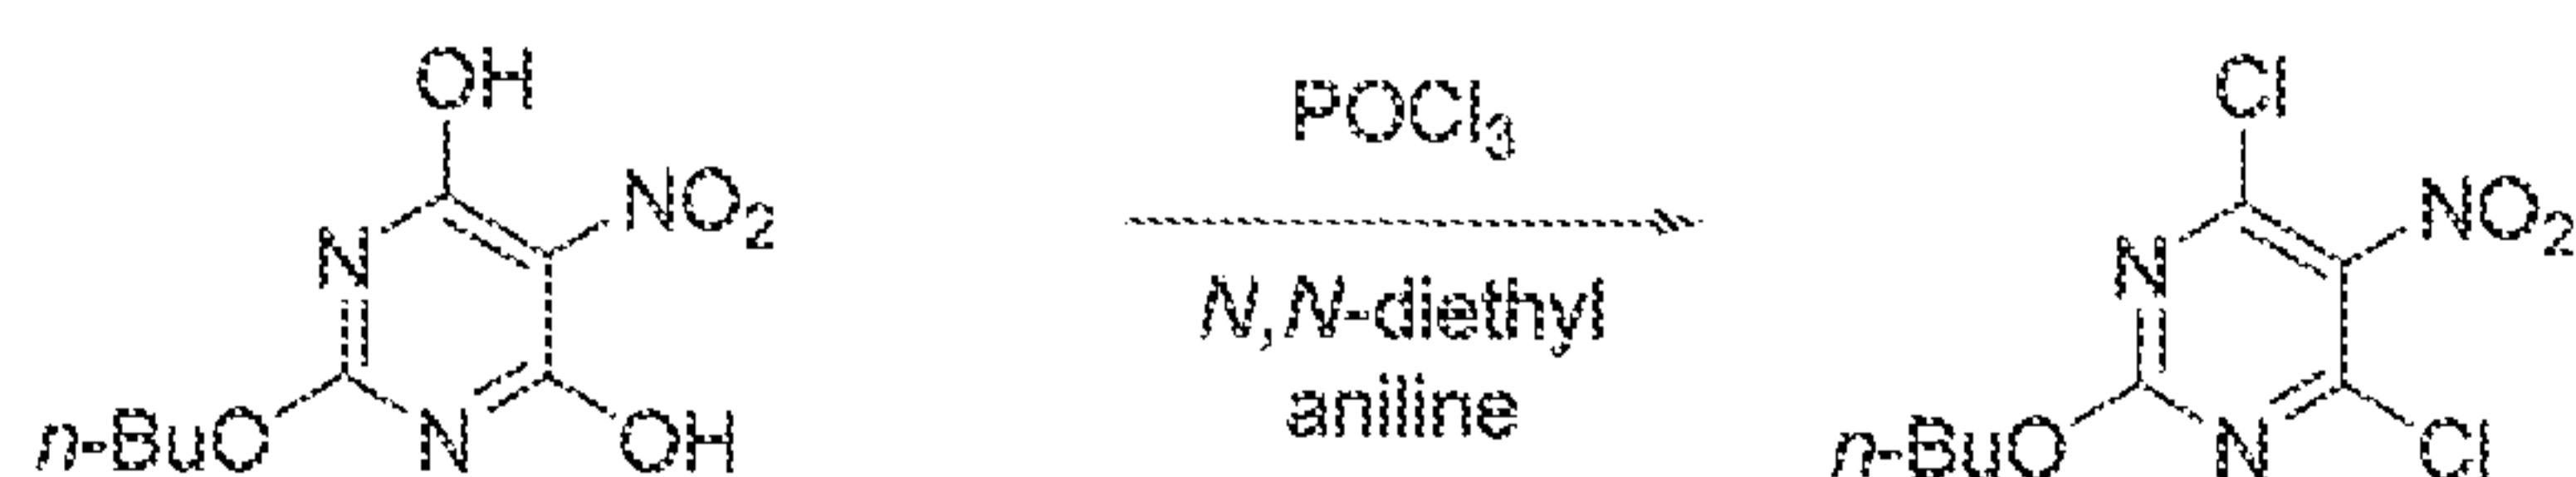 OH
NO2
N
n-BuO
N
OH
POCl3
N,N-diethyl
aniline
Cl
NO2
N
n-BuO
N
Cl